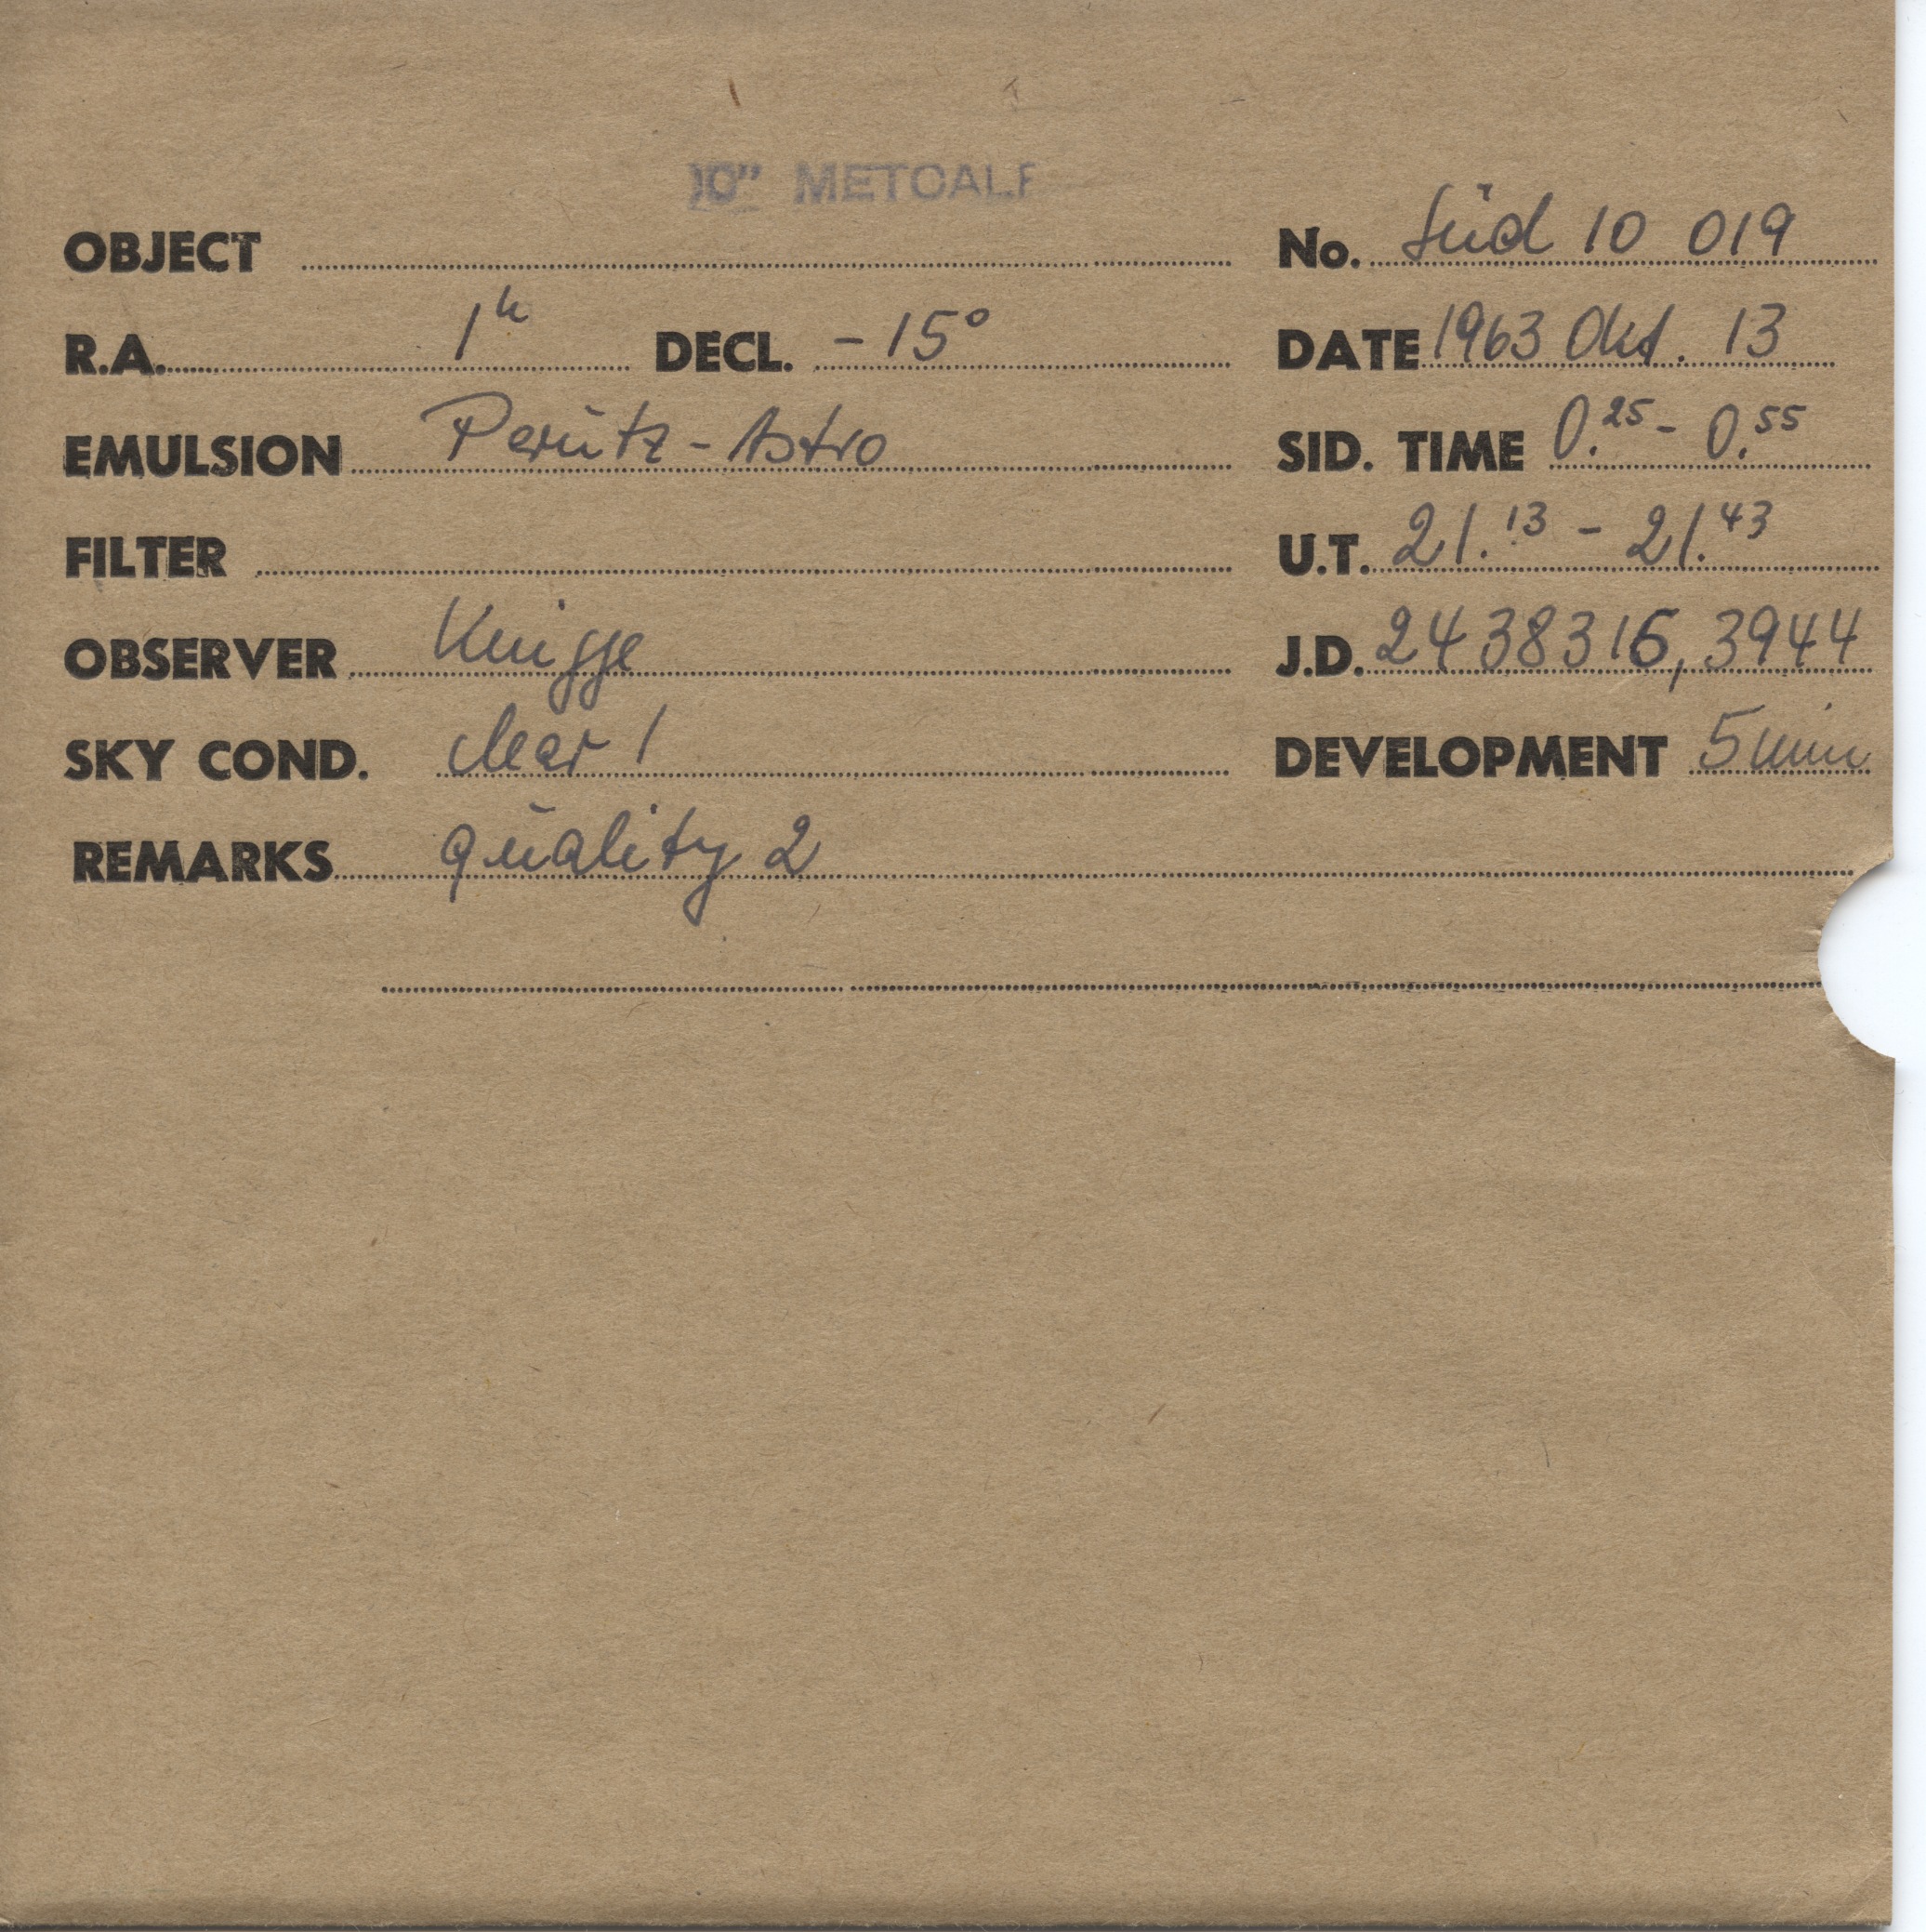 10" METCALF
OBJECT No. Süd 10 019
R.A. 1h DECL. -15° DATE 1963 Okt. 13
EMULSION Perutz-Astro SID. TIME 0.25 - 0.55
FILTER U.T. 21.13 - 21.43
OBSERVER Knigge J.D. 2438316,3944
SKY COND. clear 1 DEVELOPMENT 5 min
REMARKS quality 2